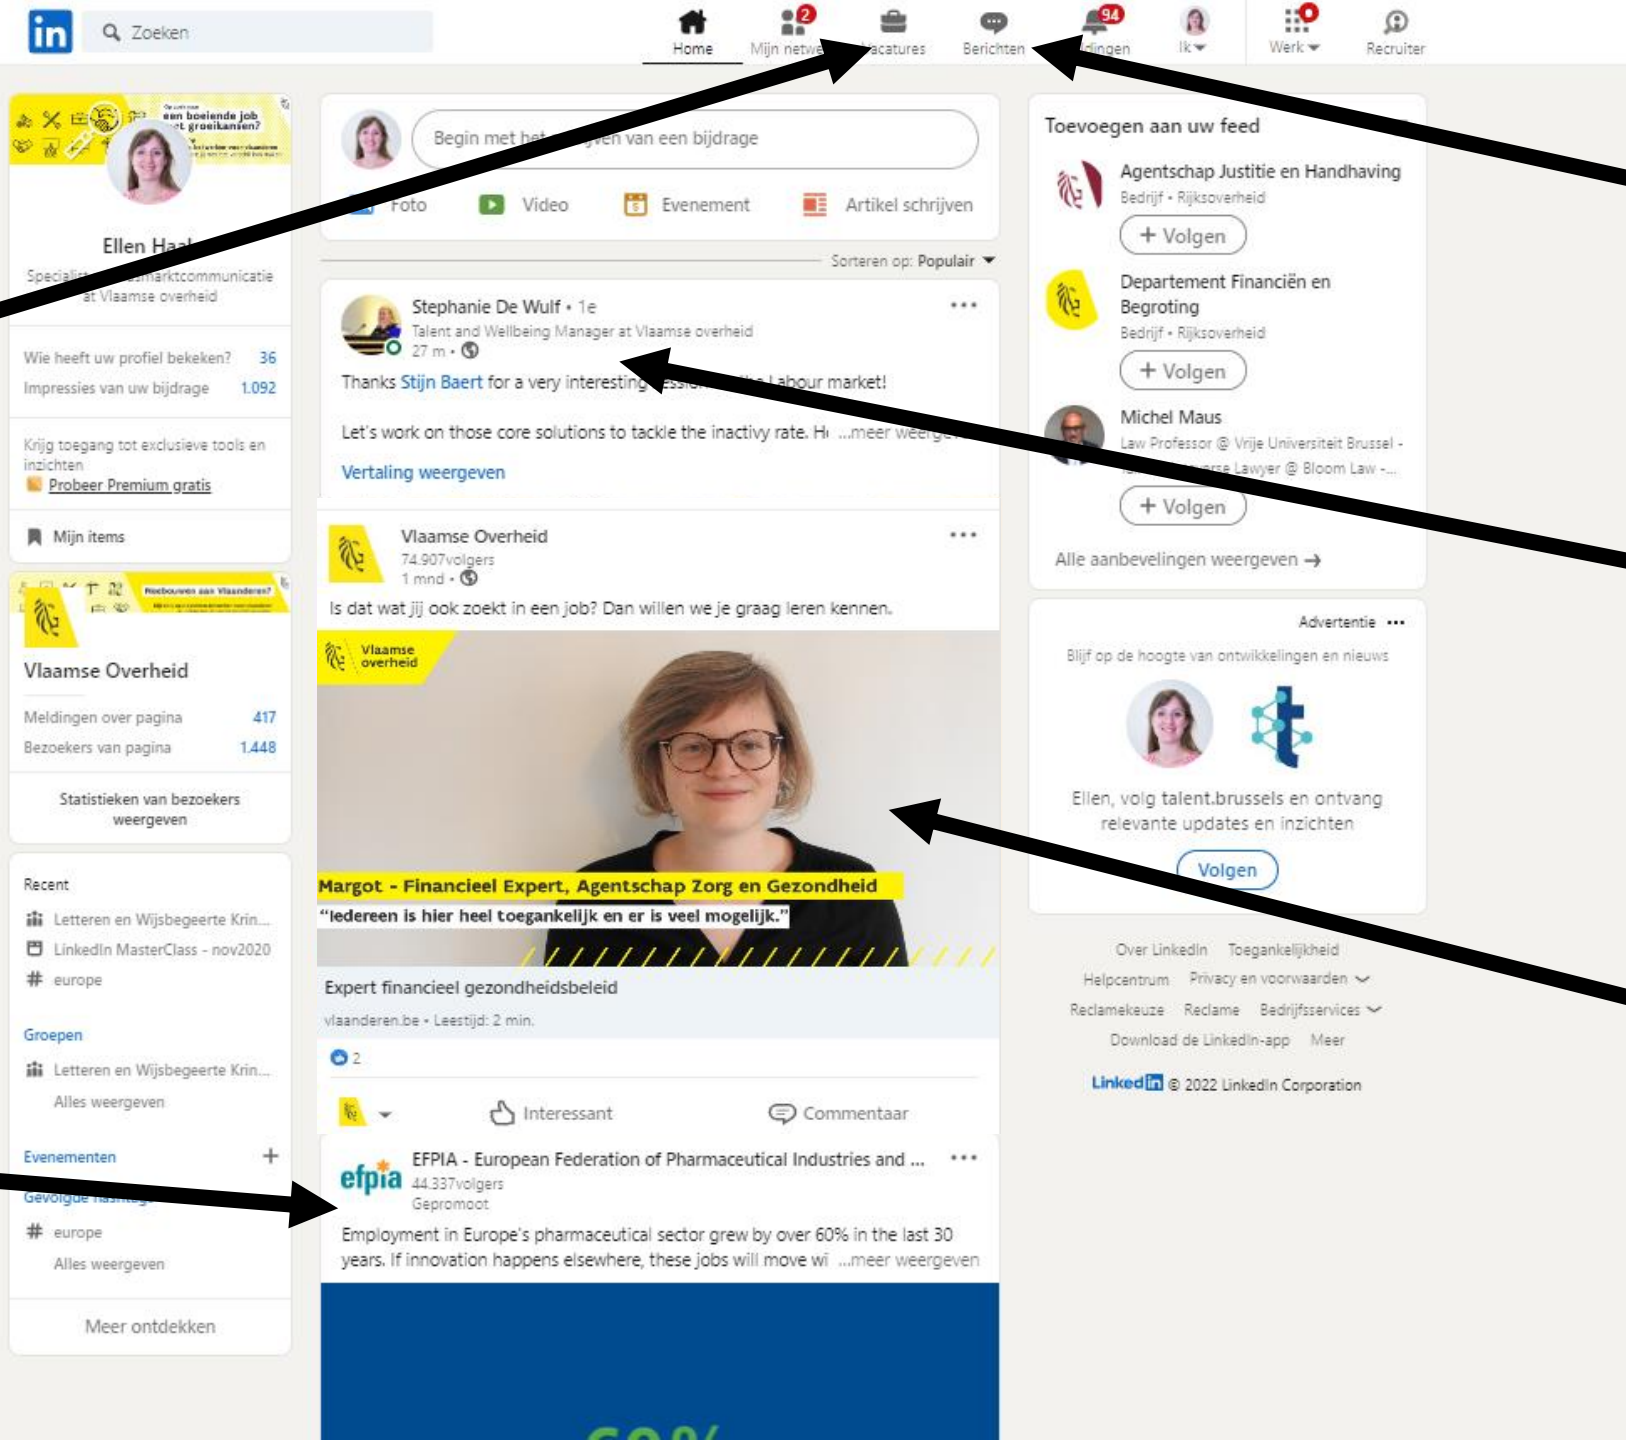 in
Zoeken
Home
2
Mijn
Vacatures
Berichten
94
Ik
Werk
Recruiter
een boeiende job
groeikansen?
Ellen
at Vlaamse overheid
Wie heeft uw profiel bekeken? 36
Impressies van uw bijdrage 1.092
Krijg toegang tot exclusieve tools en
inzichten
Probeer Premium gratis
Mijn items
Meebouwen aan Vlaanderen?
Vlaamse Overheid
Meldingen over pagina 417
Bezoekers van pagina 1.448
Statistieken van bezoekers
weergeven
Recent
Letteren en Wijsbegeerte Krin...
LinkedIn MasterClass - nov2020
# europe
Groepen
Letteren en Wijsbegeerte Krin...
Alles weergeven
Evenementen +
Gevolgde hashtags
# europe
Alles weergeven
Meer ontdekken
Begin met het van een bijdrage
Foto Video Evenement Artikel schrijven
Sorteren op: Populair
Stephanie De Wulf • 1e
Talent and Wellbeing Manager at Vlaamse overheid
27 m •
Thanks Stijn Baert for a very interesting Labour market!
Let's work on those core solutions to tackle the inactivy rate. ...meer
Vertaling weergeven
Vlaamse Overheid
74.907volgers
1 mnd •
Is dat wat jij ook zoekt in een job? Dan willen we je graag leren kennen.
Vlaamse
overheid
Margot - Financieel Expert, Agentschap Zorg en Gezondheid
“Iedereen is hier heel toegankelijk en er is veel mogelijk.”
Expert financieel gezondheidsbeleid
vlaanderen.be • Leestijd: 2 min.
2
Interessant Commentaar
efpia
EFPIA - European Federation of Pharmaceutical Industries and ...
44.337volgers
Gepromoot
Employment in Europe's pharmaceutical sector grew by over 60% in the last 30
years. If innovation happens elsewhere, these jobs will move wi ...meer weergeven
60%
Toevoegen aan uw feed
Agentschap Justitie en Handhaving
Bedrijf • Rijksoverheid
+ Volgen
Departement Financiën en
Begroting
Bedrijf • Rijksoverheid
+ Volgen
Michel Maus
Law Professor @ Vrije Universiteit Brussel -
Lawyer @ Bloom Law -...
+ Volgen
Alle aanbevelingen weergeven →
Advertentie
Blijf op de hoogte van ontwikkelingen en nieuws
t
Ellen, volg talent.brussels en ontvang
relevante updates en inzichten
Volgen
Over LinkedIn Toegankelijkheid
Helpcentrum Privacy en voorwaarden
Reclamekeuze Reclame Bedrijfsservices
Download de LinkedIn-app Meer
Linkedin © 2022 LinkedIn Corporation